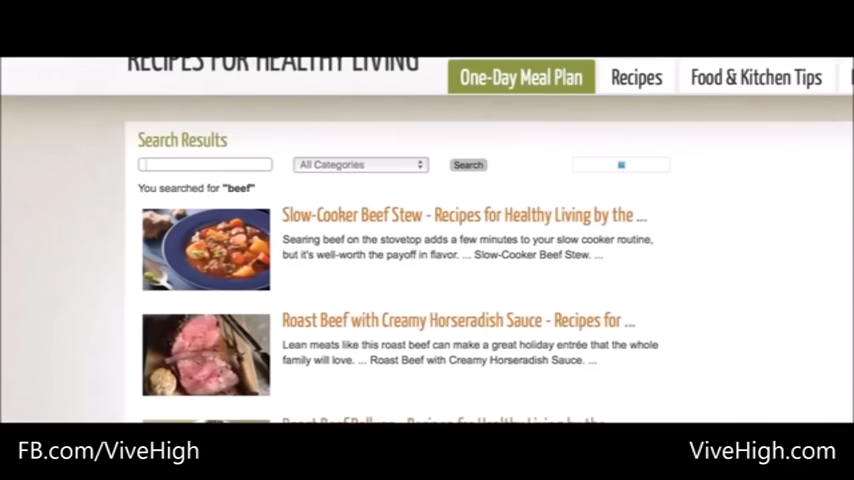 RECIPES FOR HEALTHY LIVING
One-Day Meal Plan
Recipes
Food & Kitchen Tips
Search Results
All Categories
Search
You searched for "beef"
Slow-Cooker Beef Stew - Recipes for Healthy Living by the ...
Searing beef on the stovetop adds a few minutes to your slow cooker routine,
but it's well-worth the payoff in flavor. ... Slow-Cooker Beef Stew. ...
Roast Beef with Creamy Horseradish Sauce - Recipes for ...
Lean meats like this roast beef can make a great holiday entrée that the whole
family will love. ... Roast Beef with Creamy Horseradish Sauce. ...
FB.com/ViveHigh
ViveHigh.com